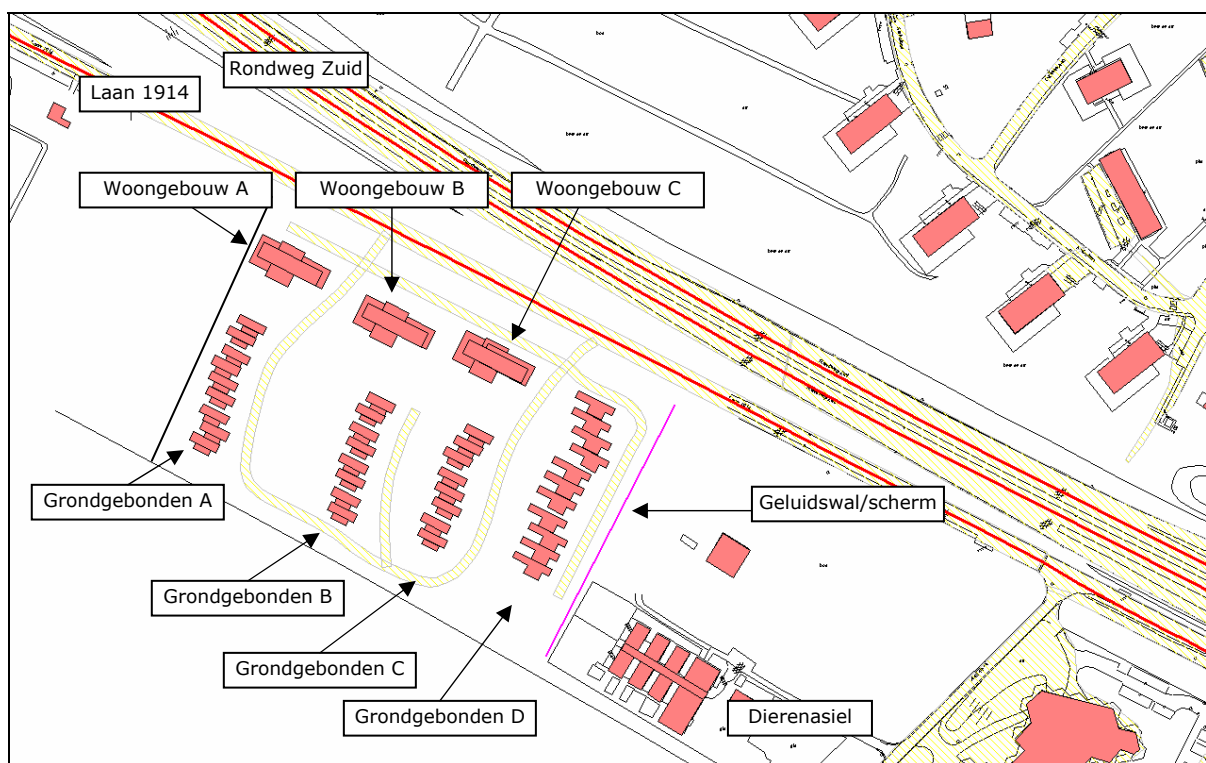 Rondweg Zuid
Laan 1914
Woongebouw A
Woongebouw B
Woongebouw C
Grondgebonden A
Geluidswal/scherm
Grondgebonden B
Grondgebonden C
Grondgebonden D
Dierenasiel